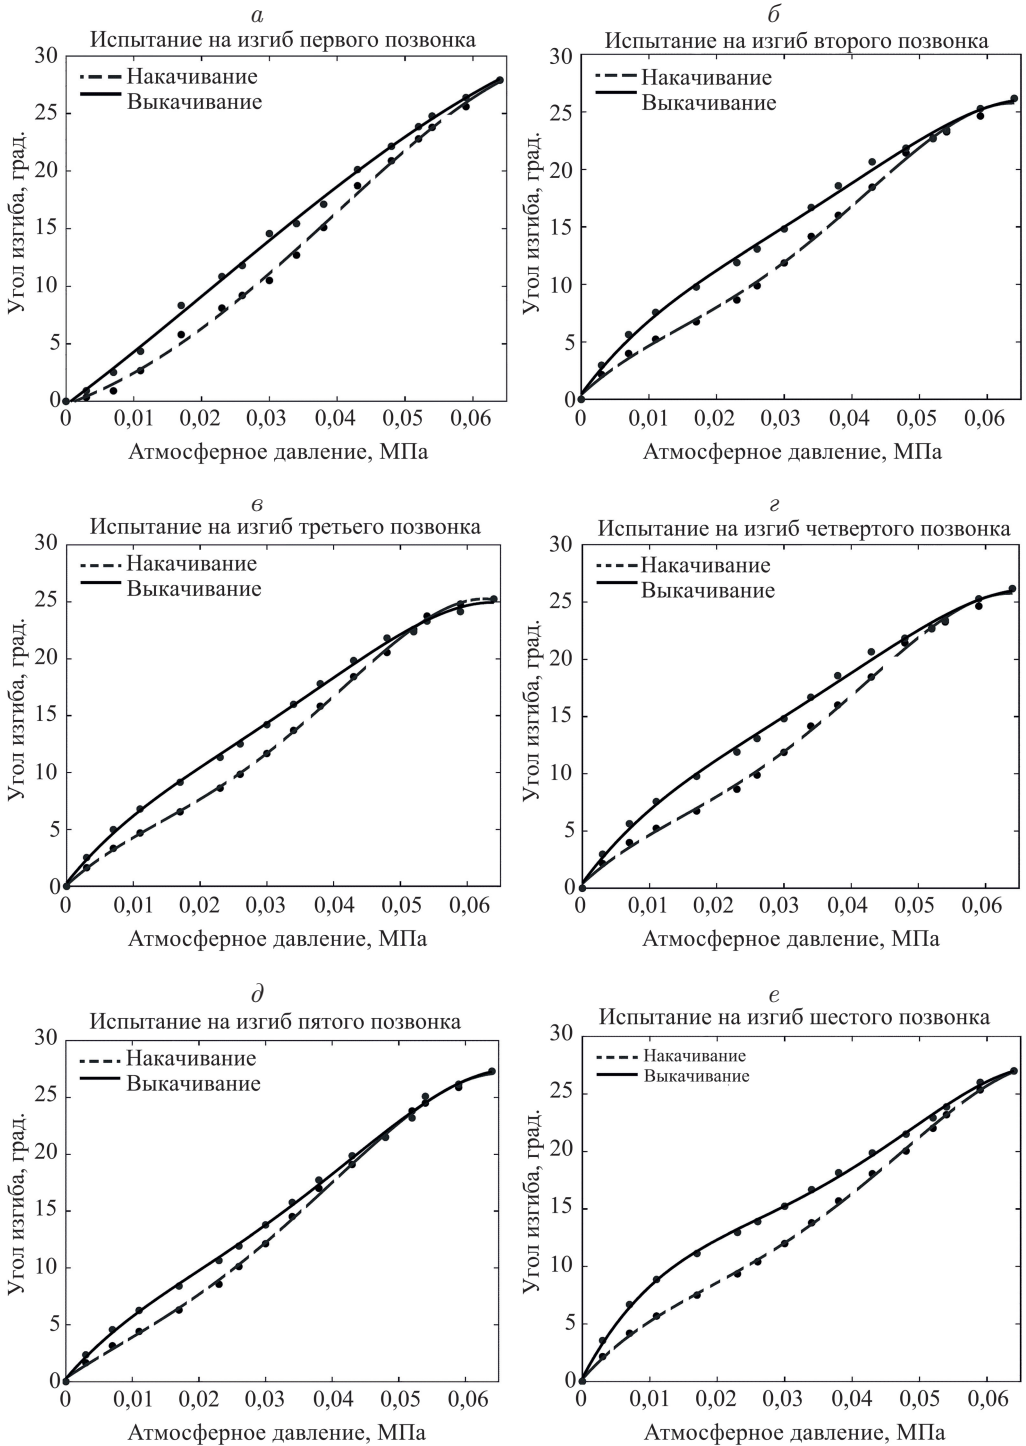 а
Испытание на изгиб первого позвонка
30
25
20
15
10
5
0
Угол изгиба, град.
Накачивание
Выкачивание
0 0,01 0,02 0,03 0,04 0,05 0,06
Атмосферное давление, МПа
б
Испытание на изгиб второго позвонка
30
25
20
15
10
5
0
Угол изгиба, град.
Накачивание
Выкачивание
0 0,01 0,02 0,03 0,04 0,05 0,06
Атмосферное давление, МПа
в
Испытание на изгиб третьего позвонка
30
25
20
15
10
5
0
Угол изгиба, град.
Накачивание
Выкачивание
0 0,01 0,02 0,03 0,04 0,05 0,06
Атмосферное давление, МПа
г
Испытание на изгиб четвертого позвонка
30
25
20
15
10
5
0
Угол изгиба, град.
Накачивание
Выкачивание
0 0,01 0,02 0,03 0,04 0,05 0,06
Атмосферное давление, МПа
д
Испытание на изгиб пятого позвонка
30
25
20
15
10
5
0
Угол изгиба, град.
Накачивание
Выкачивание
0 0,01 0,02 0,03 0,04 0,05 0,06
Атмосферное давление, МПа
е
Испытание на изгиб шестого позвонка
30
25
20
15
10
5
0
Угол изгиба, град.
Накачивание
Выкачивание
0 0,01 0,02 0,03 0,04 0,05 0,06
Атмосферное давление, МПа